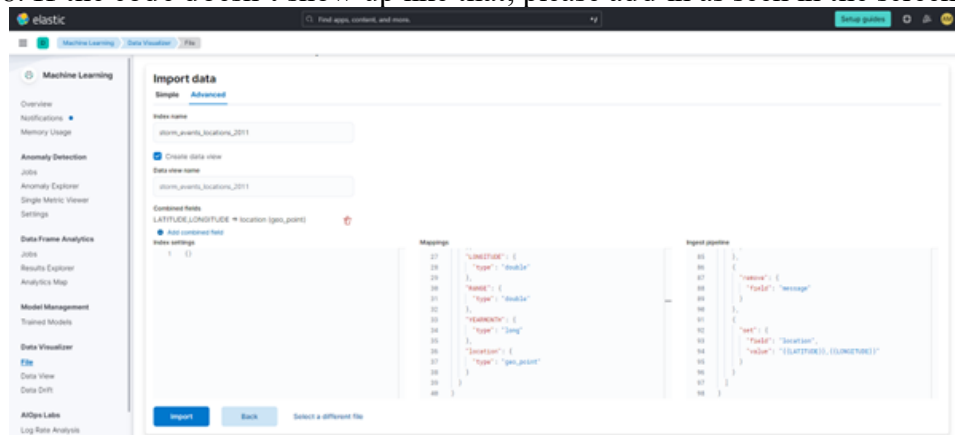 elastic
Find apps, content, and more.
Setup guides
Machine Learning
Data Visualizer
File
Machine Learning
Overview
Notifications
Memory Usage
Anomaly Detection
Jobs
Anomaly Explorer
Single Metric Viewer
Settings
Data Frame Analytics
Jobs
Results Explorer
Analytics Map
Model Management
Trained Models
Data Visualizer
File
Data View
Data Drift
AIOps Labs
Log Rate Analysis
Import data
Simple Advanced
Index name
storm_events_locations_2011
Create data view
Data view name
storm_events_locations_2011
Combined fields
LATITUDE,LONGITUDE => location (geo_point)
Add combined field
Index settings
1 {}
Mappings
27 "LONGITUDE": {
28 "type": "double"
29 },
30 "RANGE": {
31 "type": "double"
32 },
33 "YEARMONTH": {
34 "type": "long"
35 },
36 "location": {
37 "type": "geo_point"
38 }
39 }
40 }
Ingest pipeline
85 },
86 {
87 "remove": {
88 "field": "message"
89 }
90 },
91 {
92 "set": {
93 "field": "location",
94 "value": "{{LATITUDE}},{{LONGITUDE}}"
95 }
96 }
97 ]
98 }
Import
Back
Select a different file